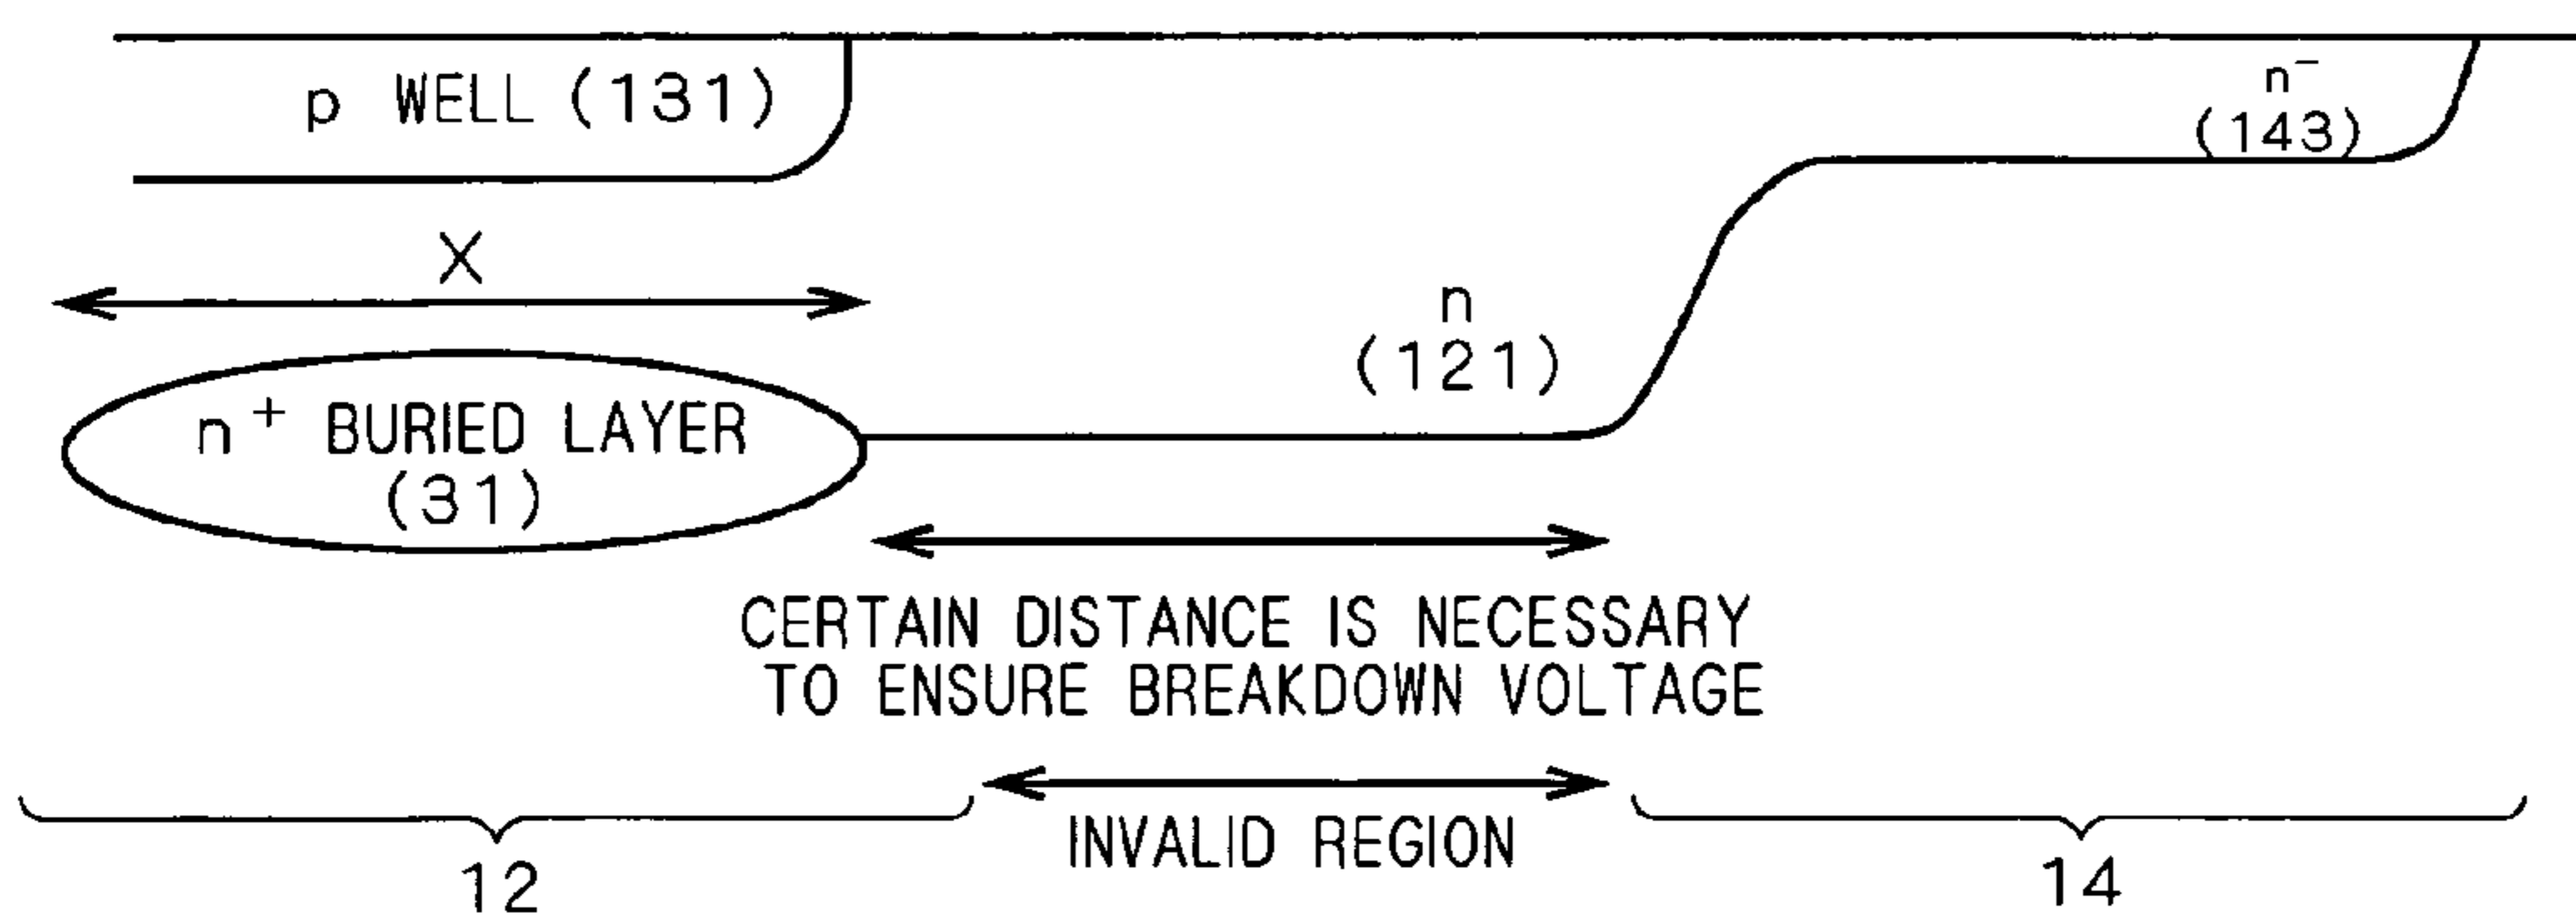 p WELL (131)
n⁻
(143)
X
n
(121)
n⁺ BURIED LAYER
(31)
CERTAIN DISTANCE IS NECESSARY
TO ENSURE BREAKDOWN VOLTAGE
INVALID REGION
12
14